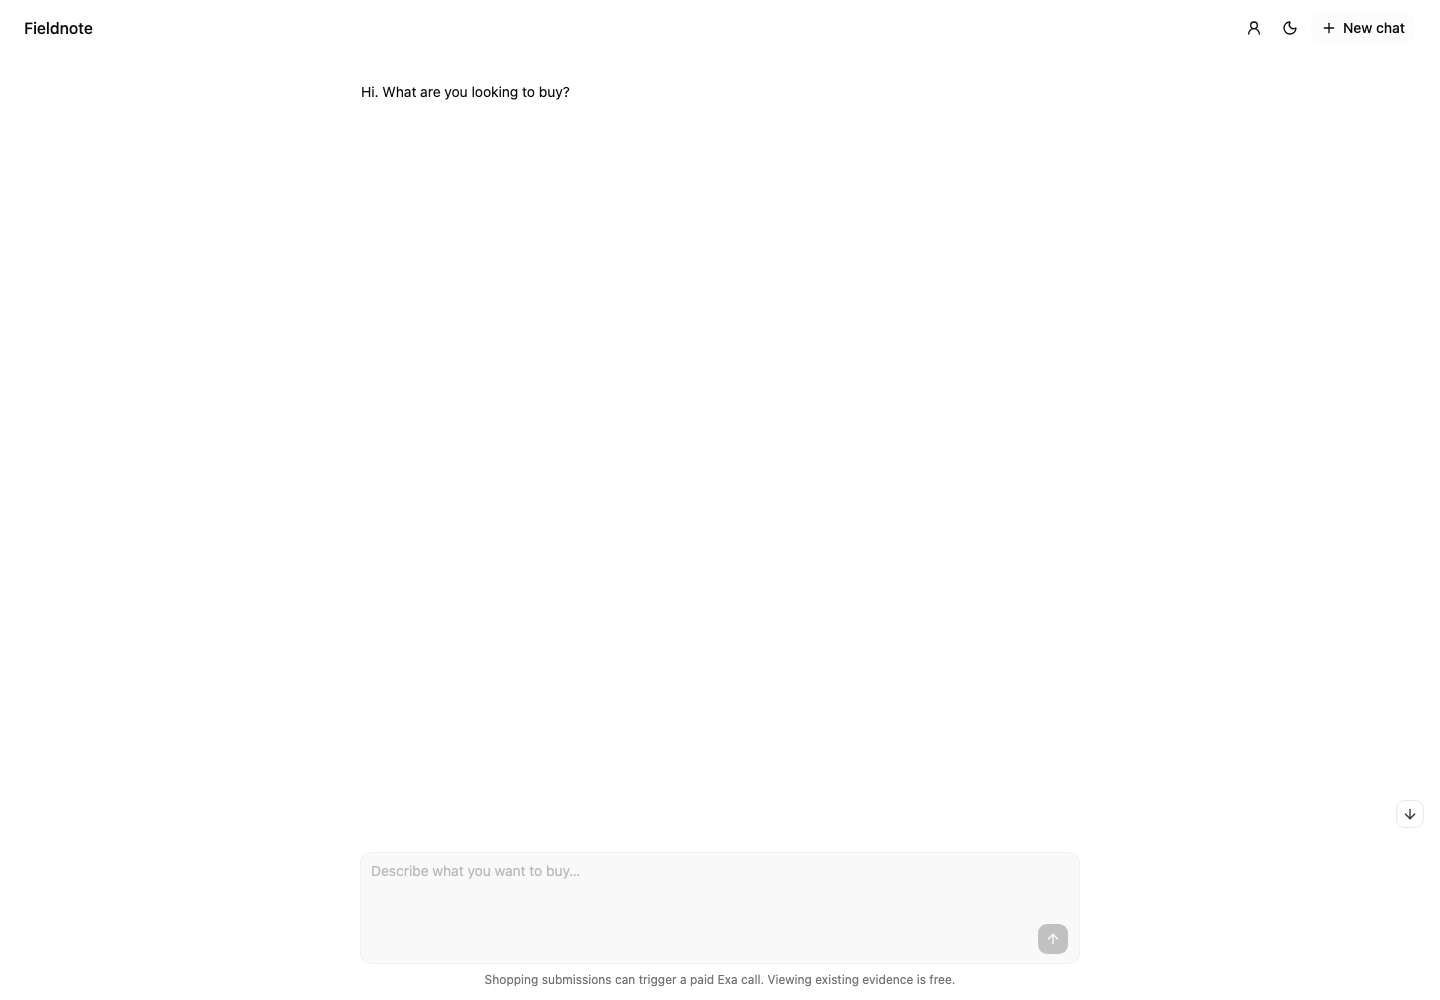 Fieldnote
New chat
Hi. What are you looking to buy?
Describe what you want to buy...
Shopping submissions can trigger a paid Exa call. Viewing existing evidence is free.